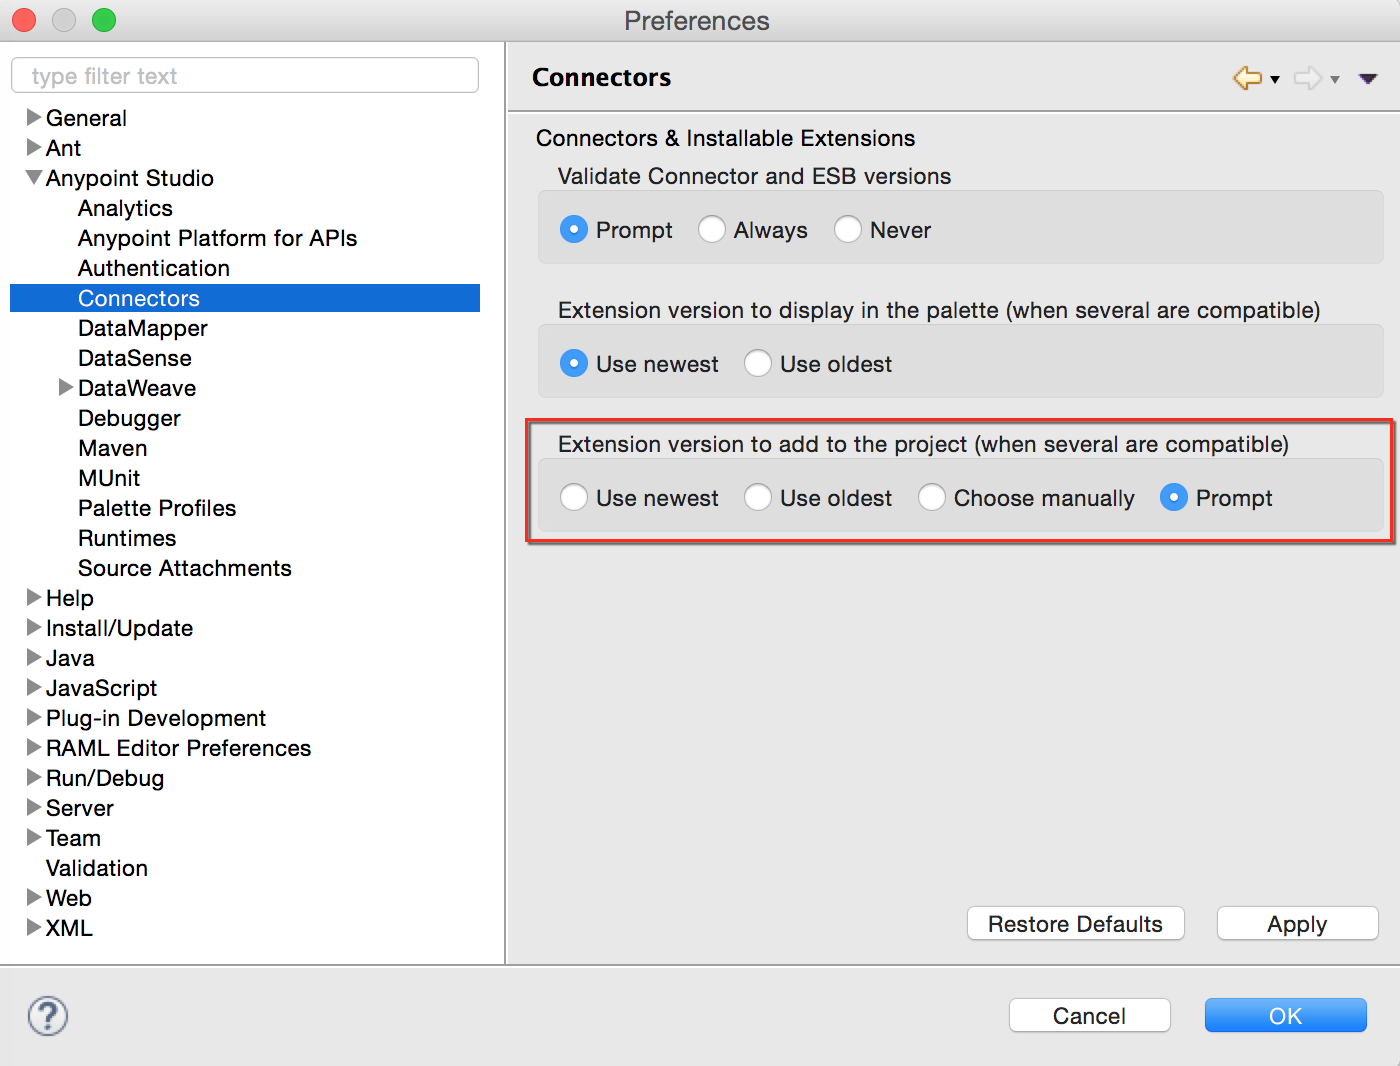 Preferences
type filter text
General
Ant
Anypoint Studio
Analytics
Anypoint Platform for APIs
Authentication
Connectors
DataMapper
DataSense
DataWeave
Debugger
Maven
MUnit
Palette Profiles
Runtimes
Source Attachments
Help
Install/Update
Java
JavaScript
Plug-in Development
RAML Editor Preferences
Run/Debug
Server
Team
Validation
Web
XML
Connectors
Connectors & Installable Extensions
Validate Connector and ESB versions
Prompt Always Never
Extension version to display in the palette (when several are compatible)
Use newest Use oldest
Extension version to add to the project (when several are compatible)
Use newest Use oldest Choose manually Prompt
Restore Defaults Apply
? Cancel OK